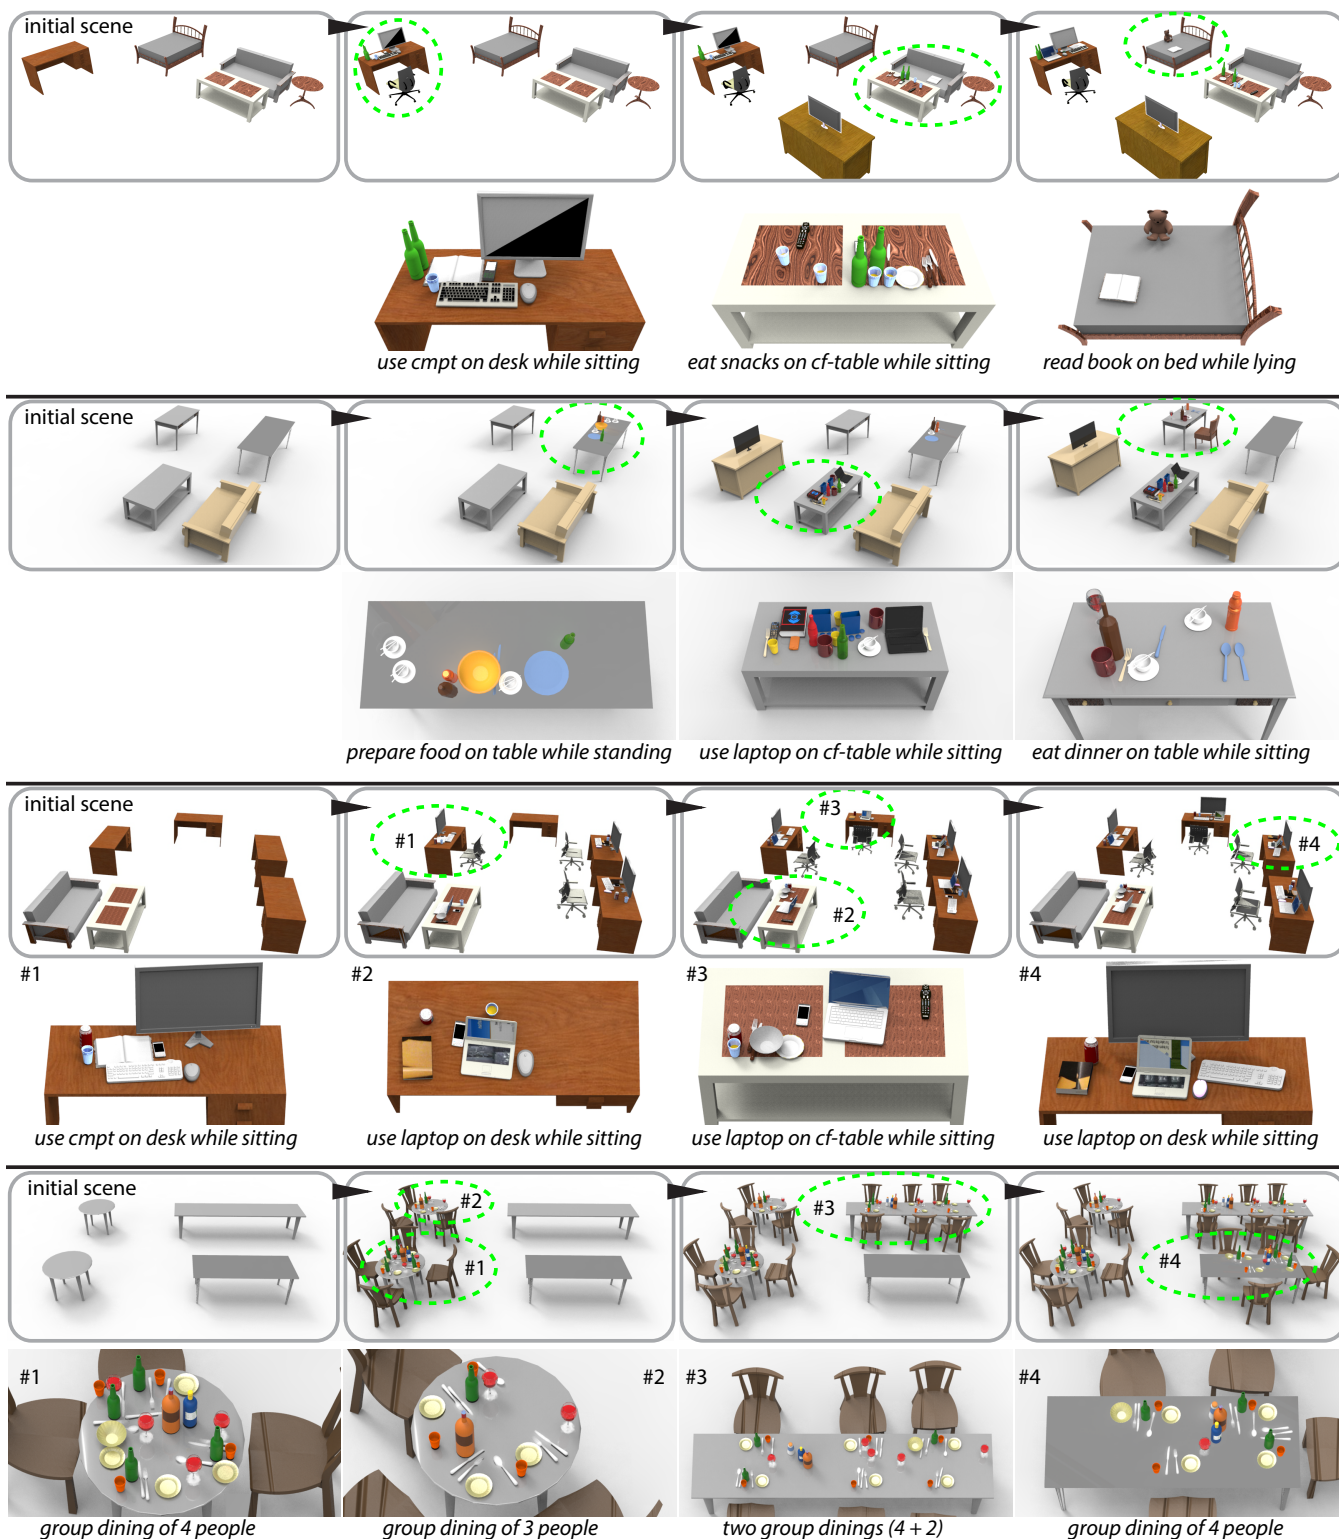 initial scene
use cmpt on desk while sitting
eat snacks on cf-table while sitting
read book on bed while lying
initial scene
prepare food on table while standing
use laptop on cf-table while sitting
eat dinner on table while sitting
initial scene
#1
#3
#2
#4
#1
#2
#3
#4
use cmpt on desk while sitting
use laptop on desk while sitting
use laptop on cf-table while sitting
use laptop on desk while sitting
initial scene
#2
#1
#3
#4
#1
#2
#3
#4
group dining of 4 people
group dining of 3 people
two group dinings (4 + 2)
group dining of 4 people